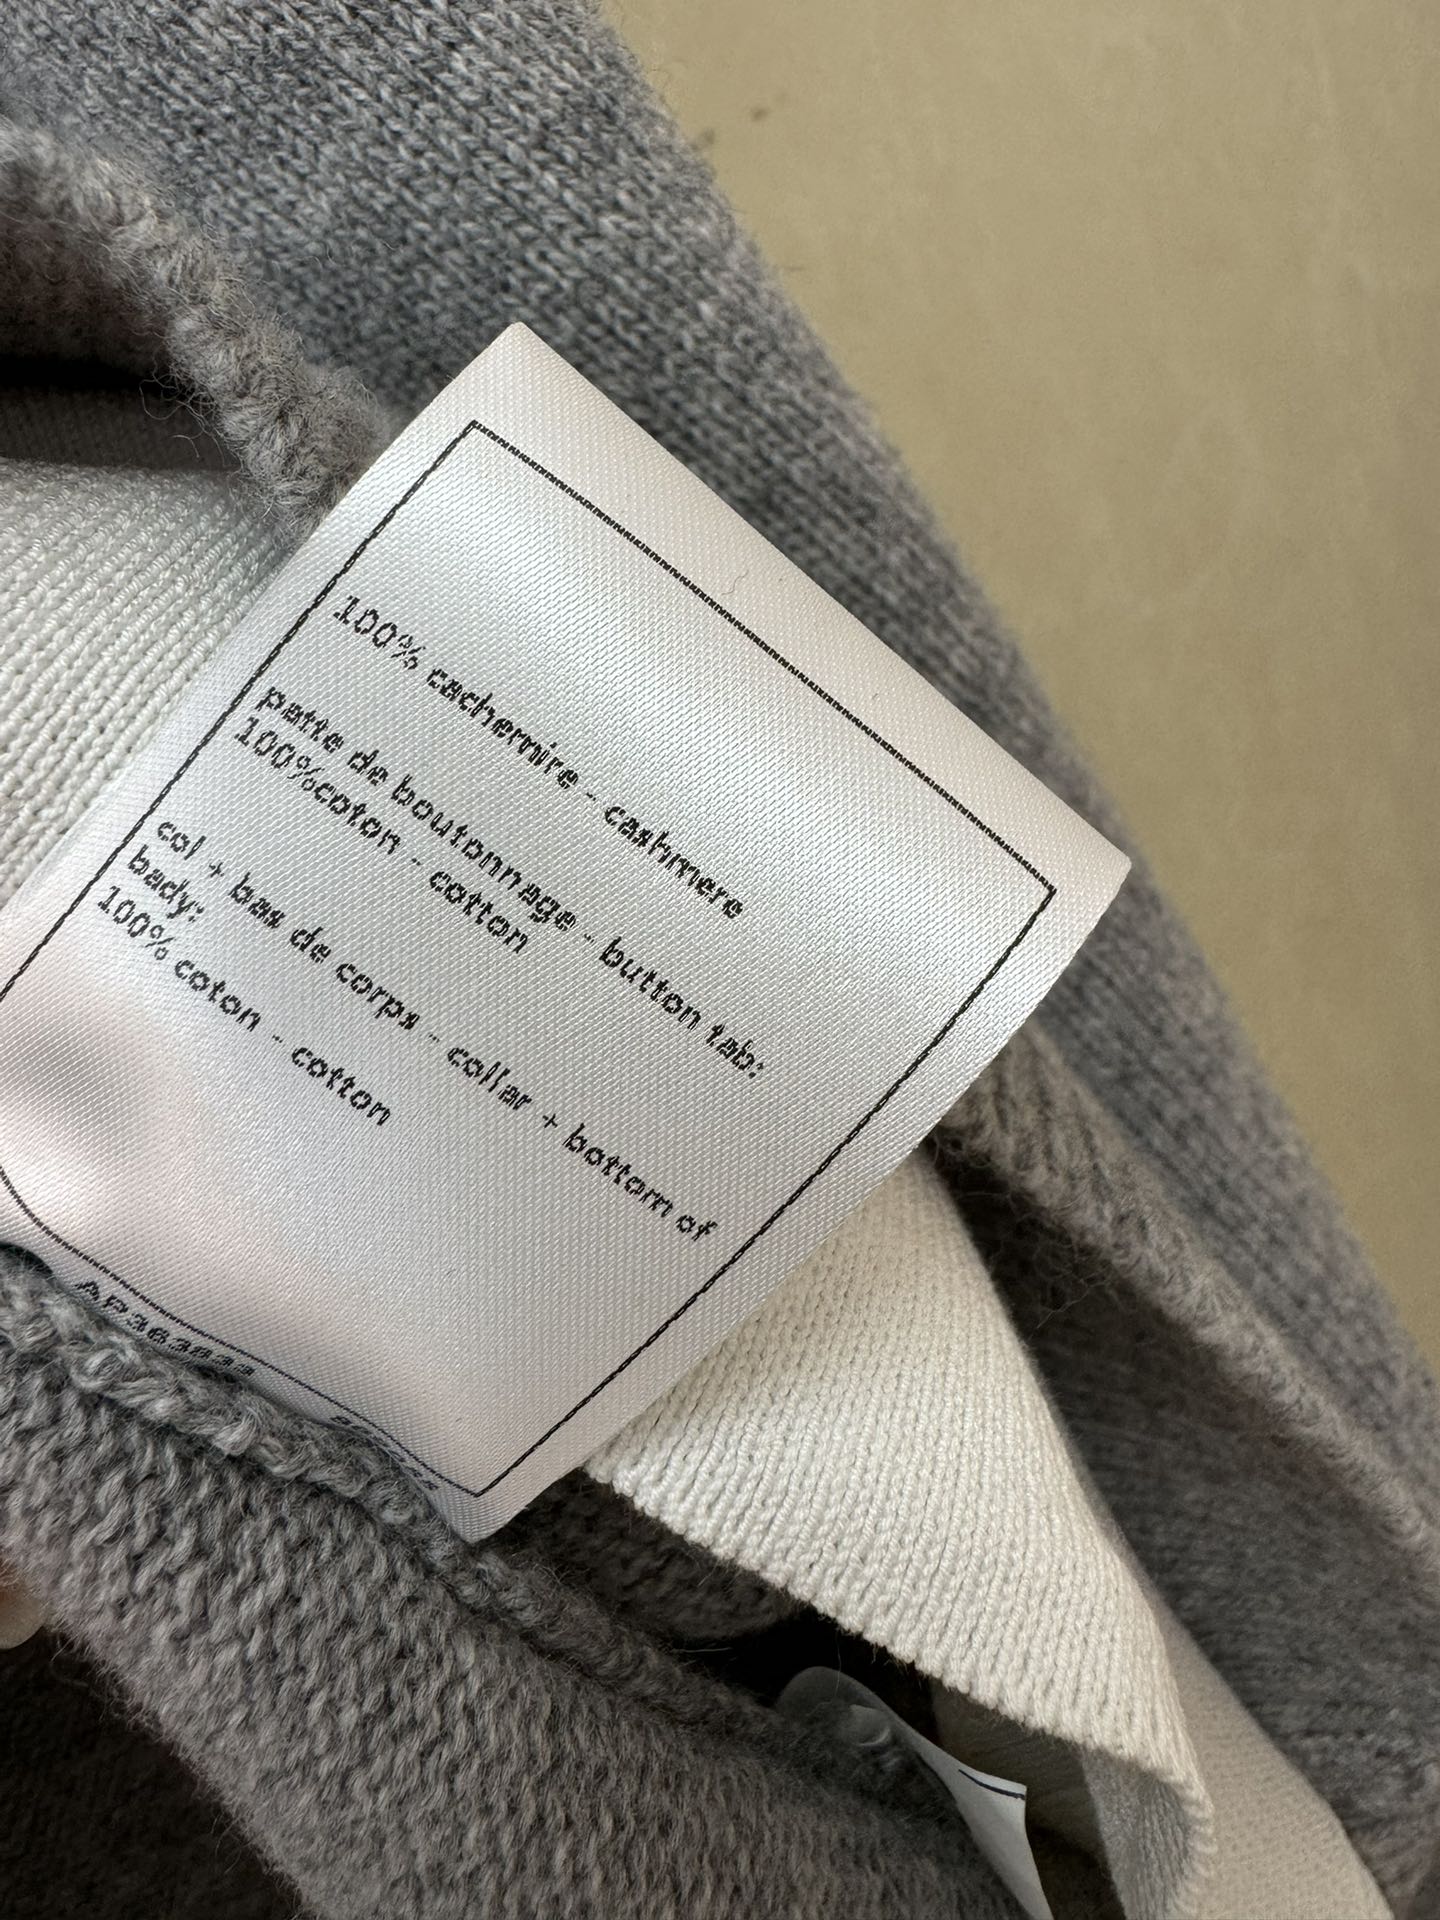 100% cachemire - cashmere
patte de boutonnage - button tab:
100%coton - cotton
col + bas de corps - collar + bottom of
body:
100% coton - cotton